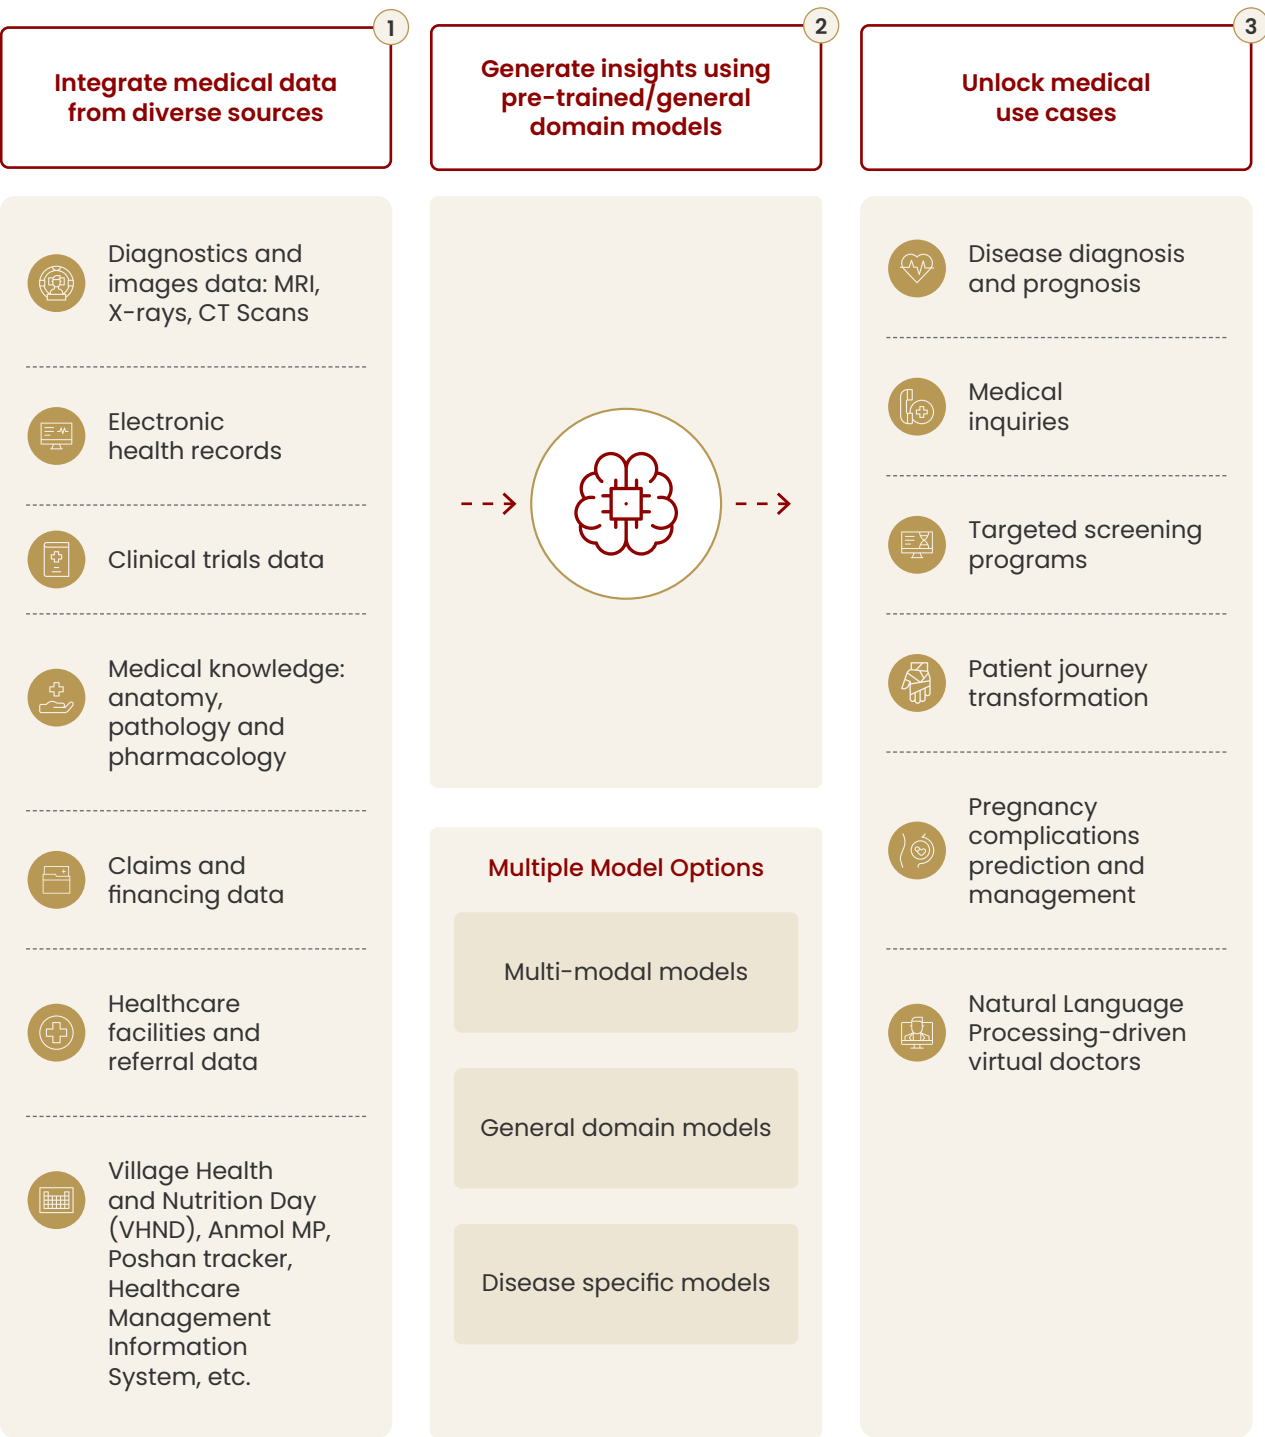 1
Integrate medical data
from diverse sources
Diagnostics and
images data: MRI,
X-rays, CT Scans
Electronic
health records
Clinical trials data
Medical knowledge:
anatomy,
pathology and
pharmacology
Claims and
financing data
Healthcare
facilities and
referral data
Village Health
and Nutrition Day
(VHND), Anmol MP,
Poshan tracker,
Healthcare
Management
Information
System, etc.
2
Generate insights using
pre-trained/general
domain models
Multiple Model Options
Multi-modal models
General domain models
Disease specific models
3
Unlock medical
use cases
Disease diagnosis
and prognosis
Medical
inquiries
Targeted screening
programs
Patient journey
transformation
Pregnancy
complications
prediction and
management
Natural Language
Processing-driven
virtual doctors